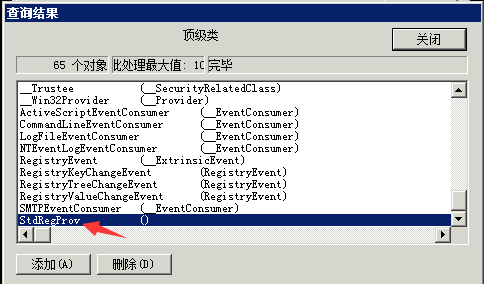 查询结果
顶级类
关闭
65 个对象 批处理最大值: 10 完毕
__Trustee (__SecurityRelatedClass)
__Win32Provider (__Provider)
ActiveScriptEventConsumer (__EventConsumer)
CommandLineEventConsumer (__EventConsumer)
LogFileEventConsumer (__EventConsumer)
NTEventLogEventConsumer (__EventConsumer)
RegistryEvent (__ExtrinsicEvent)
RegistryKeyChangeEvent (RegistryEvent)
RegistryTreeChangeEvent (RegistryEvent)
RegistryValueChangeEvent (RegistryEvent)
SMTPEventConsumer (__EventConsumer)
StdRegProv ()
添加(A) 删除(D)